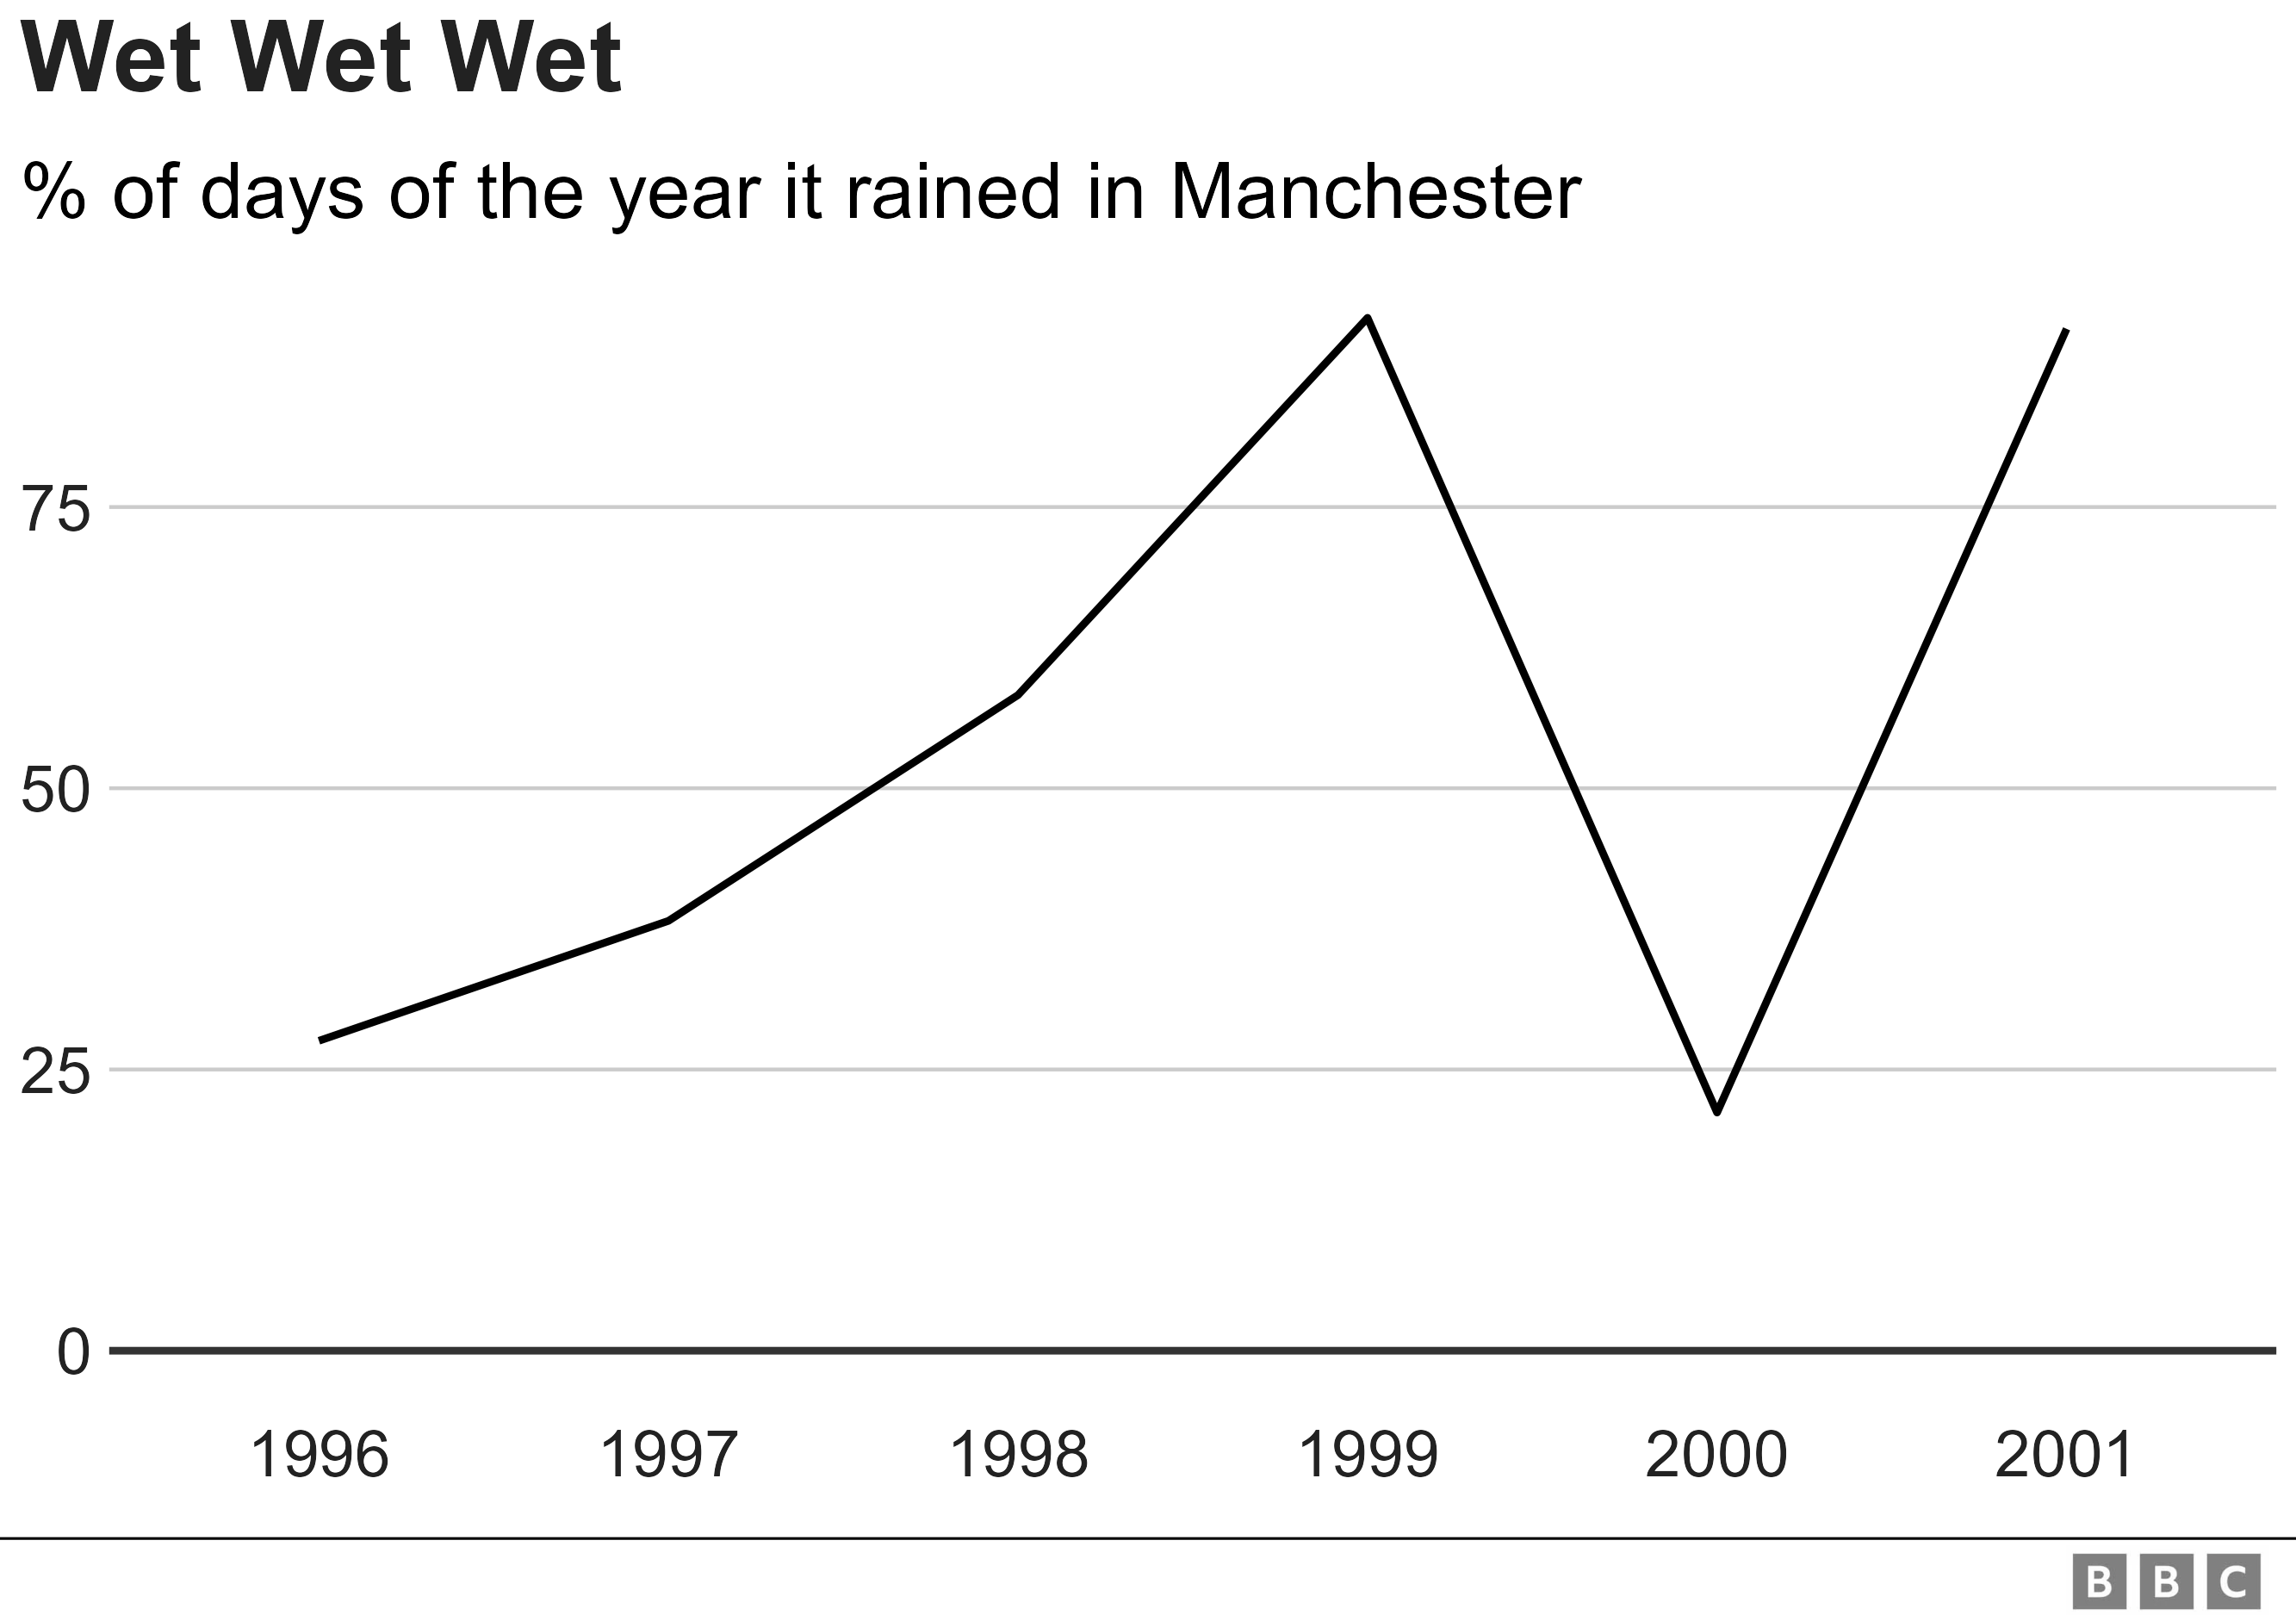 Wet Wet Wet
% of days of the year it rained in Manchester
75
50
25
0
1996 1997 1998 1999 2000 2001
BBC